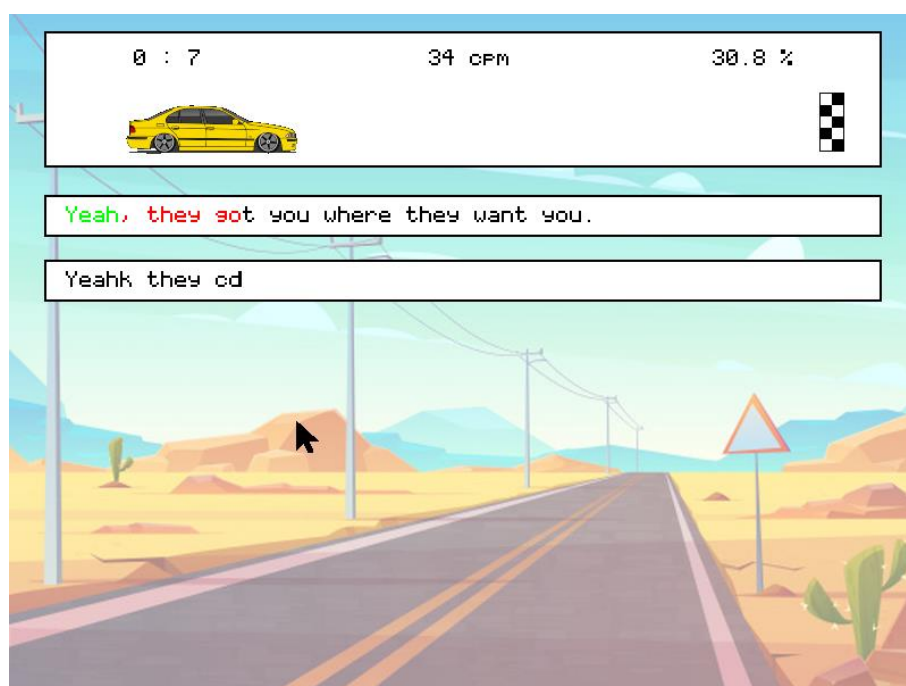 0 : 7 34 cpm 30.8 %
Yeah, they got you where they want you.
Yeahk they cd